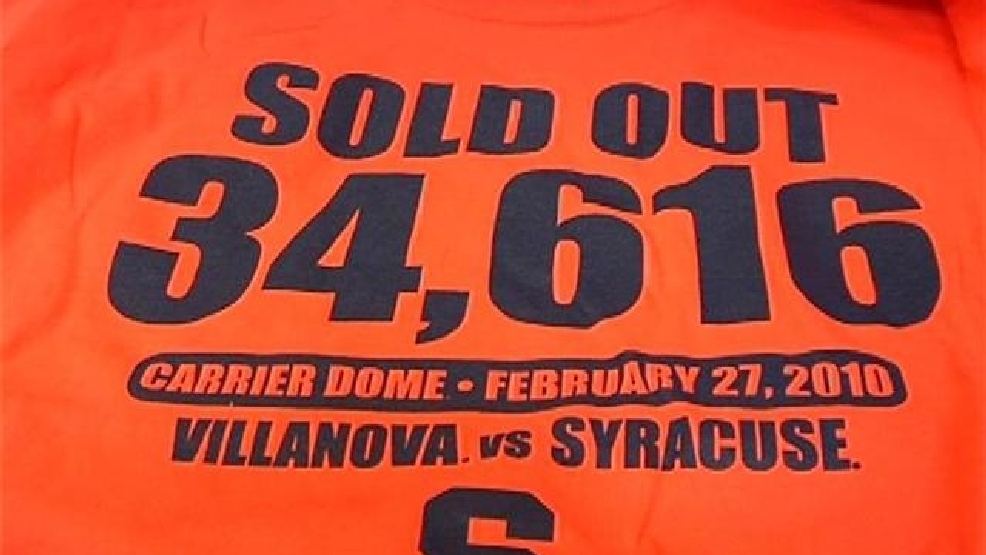 SOLD OUT
34,616
CARRIER DOME • FEBRUARY 27, 2010
VILLANOVA. vs SYRACUSE.
S